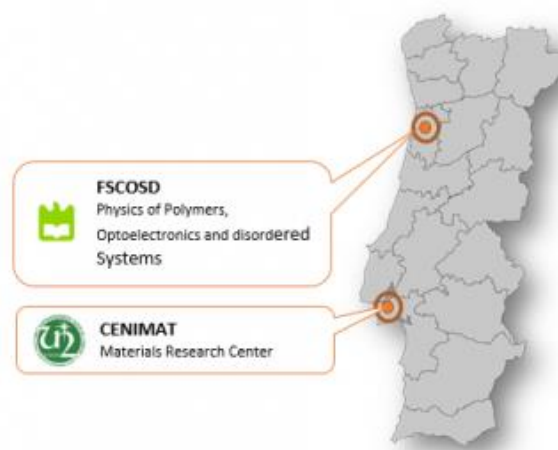 FSCOSD
Physics of Polymers,
Optoelectronics and disordered
Systems
CENIMAT
Materials Research Center